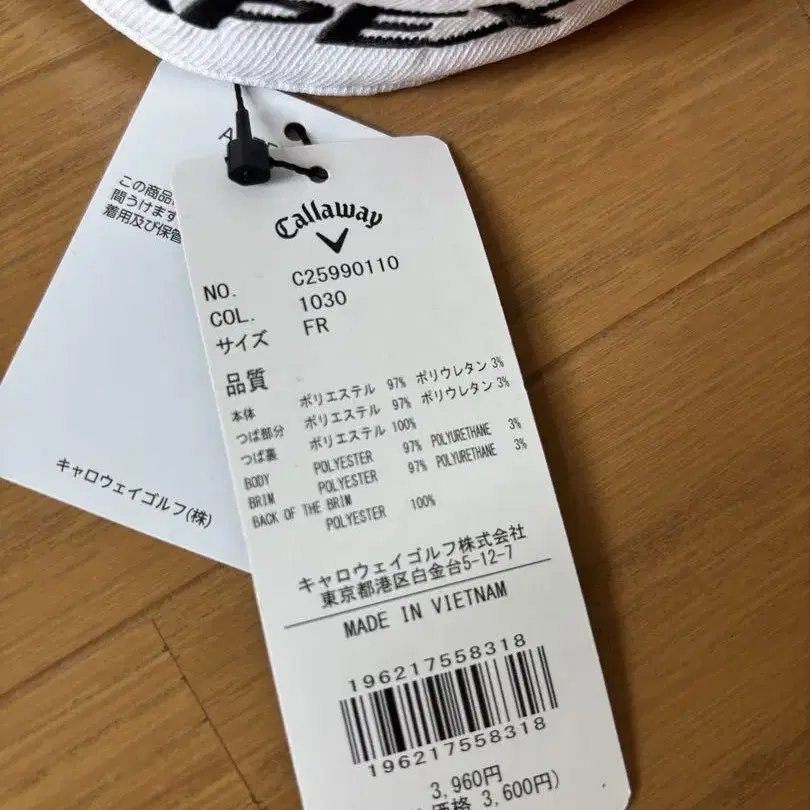 APEX
この商品
間うけます
着用及び保管
キャロウェイゴルフ(株)
Callaway
NO. C25990110
COL. 1030
サイズ FR
品質
本体 ポリエステル 97% ポリウレタン 3%
つば部分 ポリエステル 97% ポリウレタン 3%
つば裏 ポリエステル 100%
BODY POLYESTER 97% POLYURETHANE 3%
BRIM POLYESTER 97% POLYURETHANE 3%
BACK OF THE BRIM
POLYESTER 100%
キャロウェイゴルフ株式会社
東京都港区白金台5-12-7
MADE IN VIETNAM
196217558318
196217558318
3,960円
価格 3,600円)